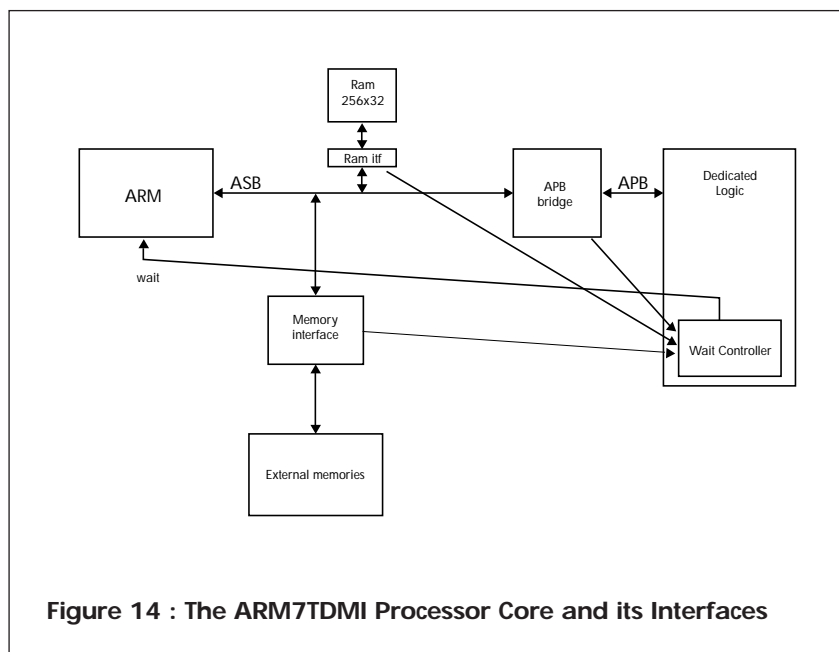 Ram
256x32
Ram itf
ARM
ASB
APB
bridge
APB
Dedicated
Logic
wait
Memory
interface
Wait Controller
External memories
Figure 14 : The ARM7TDMI Processor Core and its Interfaces